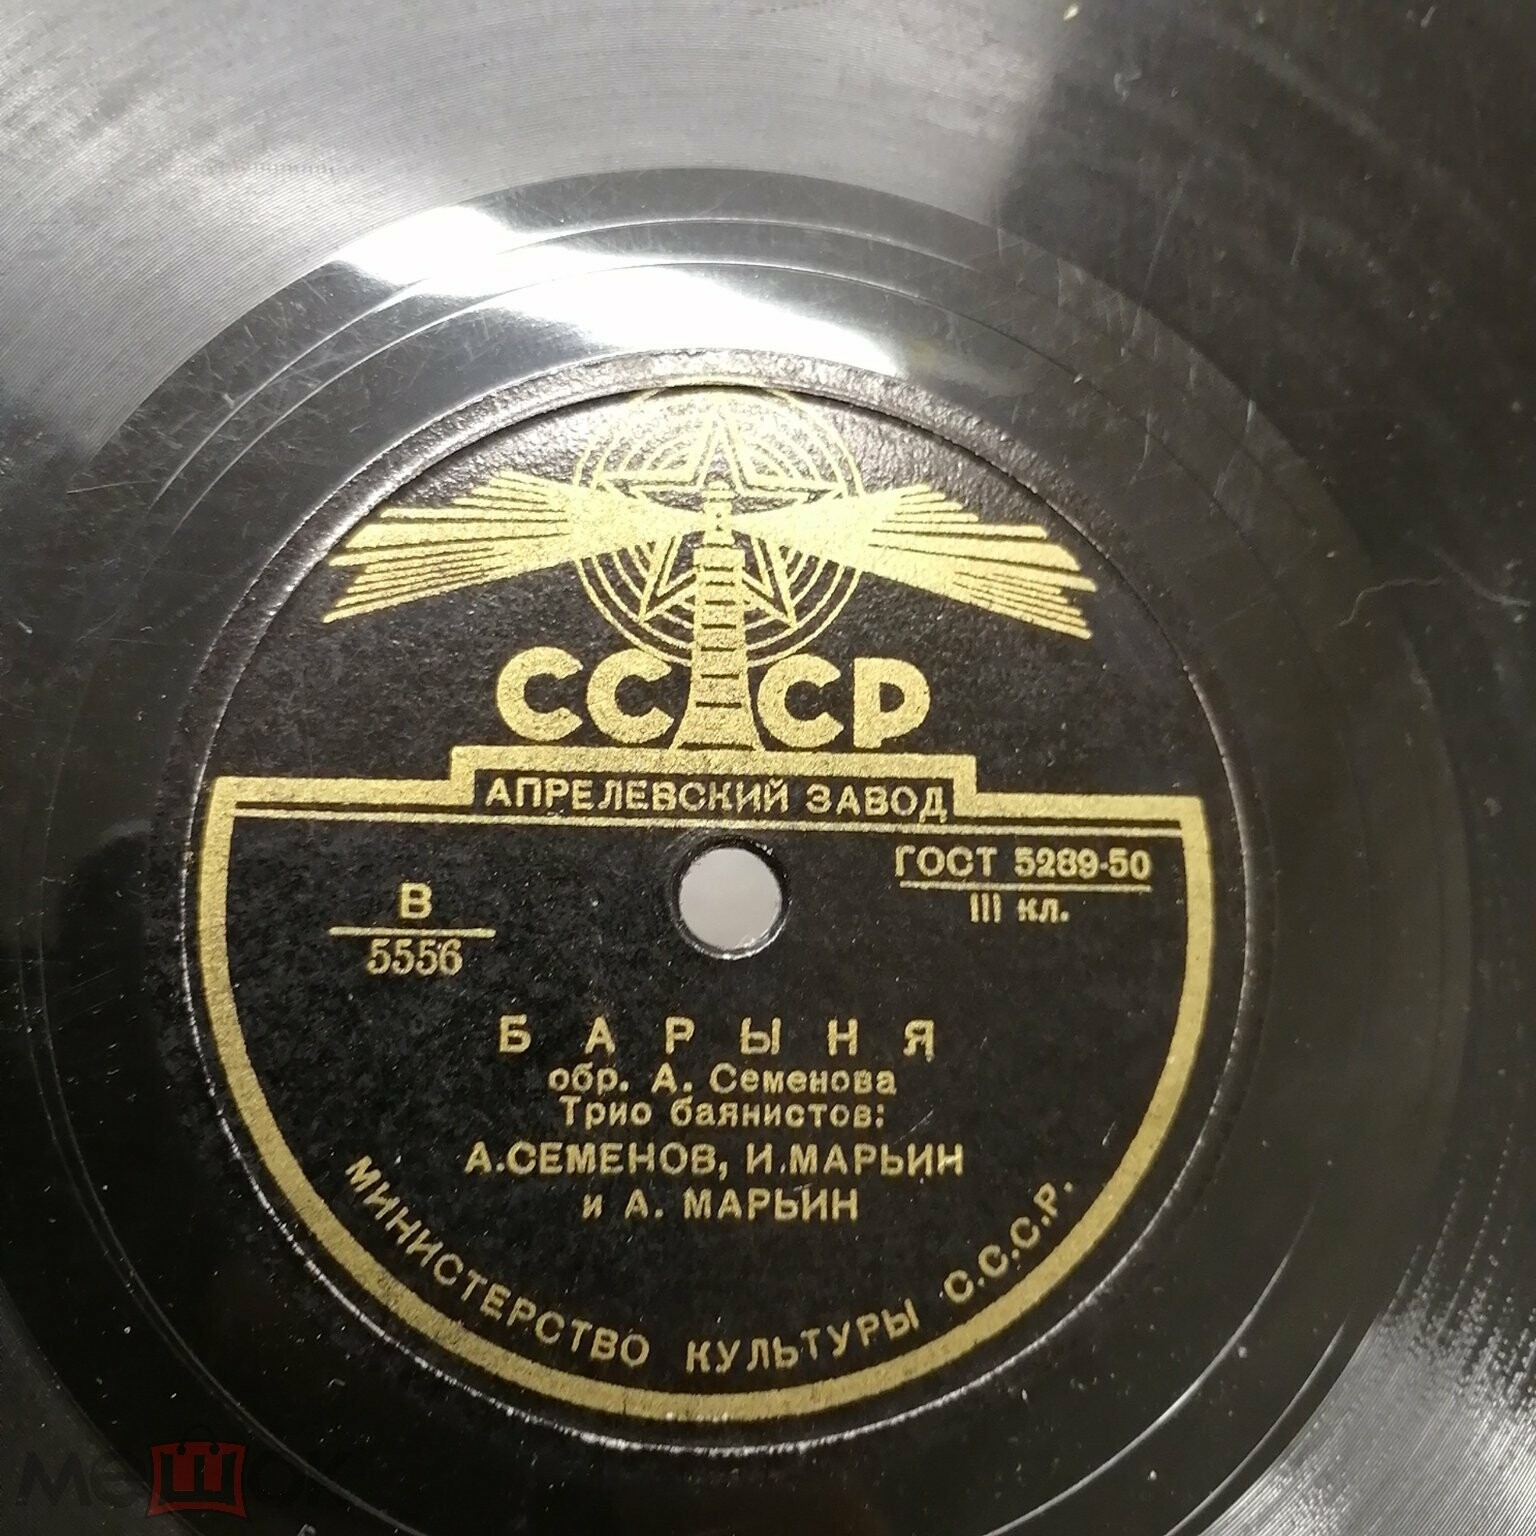 СССР
АПРЕЛЕВСКИЙ ЗАВОД
ГОСТ 5289-50
III кл.
В
5556
БАРЫНЯ
обр. А. Семенова
Трио баянистов:
А.СЕМЕНОВ, И.МАРЬИН
и А. МАРЬИН
МИНИСТЕРСТВО КУЛЬТУРЫ С.С.С.Р.